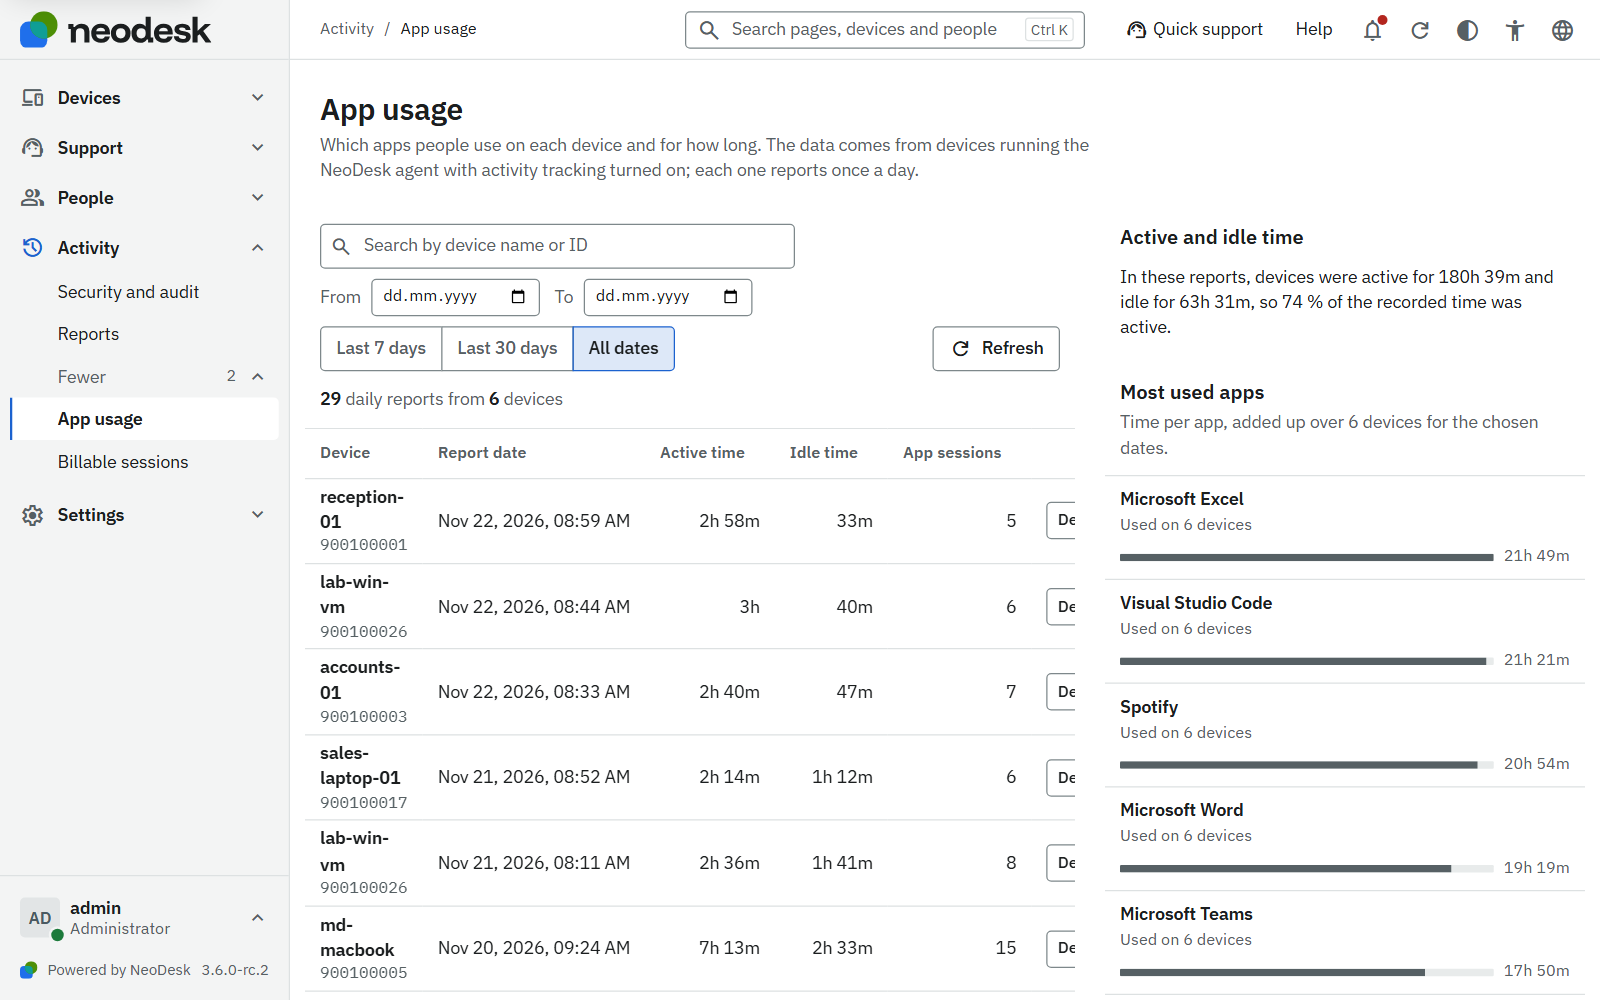 neodesk
Activity / App usage
Search pages, devices and people
Ctrl K
Quick support
Help
Devices
Support
People
Activity
Security and audit
Reports
Fewer 2
App usage
Billable sessions
Settings
AD
admin
Administrator
Powered by NeoDesk 3.6.0-rc.2
App usage
Which apps people use on each device and for how long. The data comes from devices running the
NeoDesk agent with activity tracking turned on; each one reports once a day.
Search by device name or ID
From dd.mm.yyyy To dd.mm.yyyy
Last 7 days Last 30 days All dates Refresh
29 daily reports from 6 devices
Device Report date Active time Idle time App sessions
reception-
01
900100001
Nov 22, 2026, 08:59 AM 2h 58m 33m 5 De
lab-win-
vm
900100026
Nov 22, 2026, 08:44 AM 3h 40m 6 De
accounts-
01
900100003
Nov 22, 2026, 08:33 AM 2h 40m 47m 7 De
sales-
laptop-01
900100017
Nov 21, 2026, 08:52 AM 2h 14m 1h 12m 6 De
lab-win-
vm
900100026
Nov 21, 2026, 08:11 AM 2h 36m 1h 41m 8 De
md-
macbook
900100005
Nov 20, 2026, 09:24 AM 7h 13m 2h 33m 15 De
Active and idle time
In these reports, devices were active for 180h 39m and
idle for 63h 31m, so 74 % of the recorded time was
active.
Most used apps
Time per app, added up over 6 devices for the chosen
dates.
Microsoft Excel
Used on 6 devices
21h 49m
Visual Studio Code
Used on 6 devices
21h 21m
Spotify
Used on 6 devices
20h 54m
Microsoft Word
Used on 6 devices
19h 19m
Microsoft Teams
Used on 6 devices
17h 50m